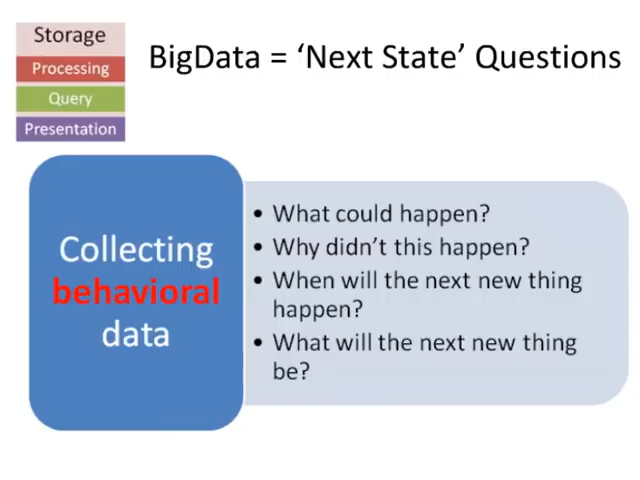 Storage
Processing
Query
Presentation
BigData = ‘Next State’ Questions
Collecting
behavioral
data
• What could happen?
• Why didn’t this happen?
• When will the next new thing
happen?
• What will the next new thing
be?